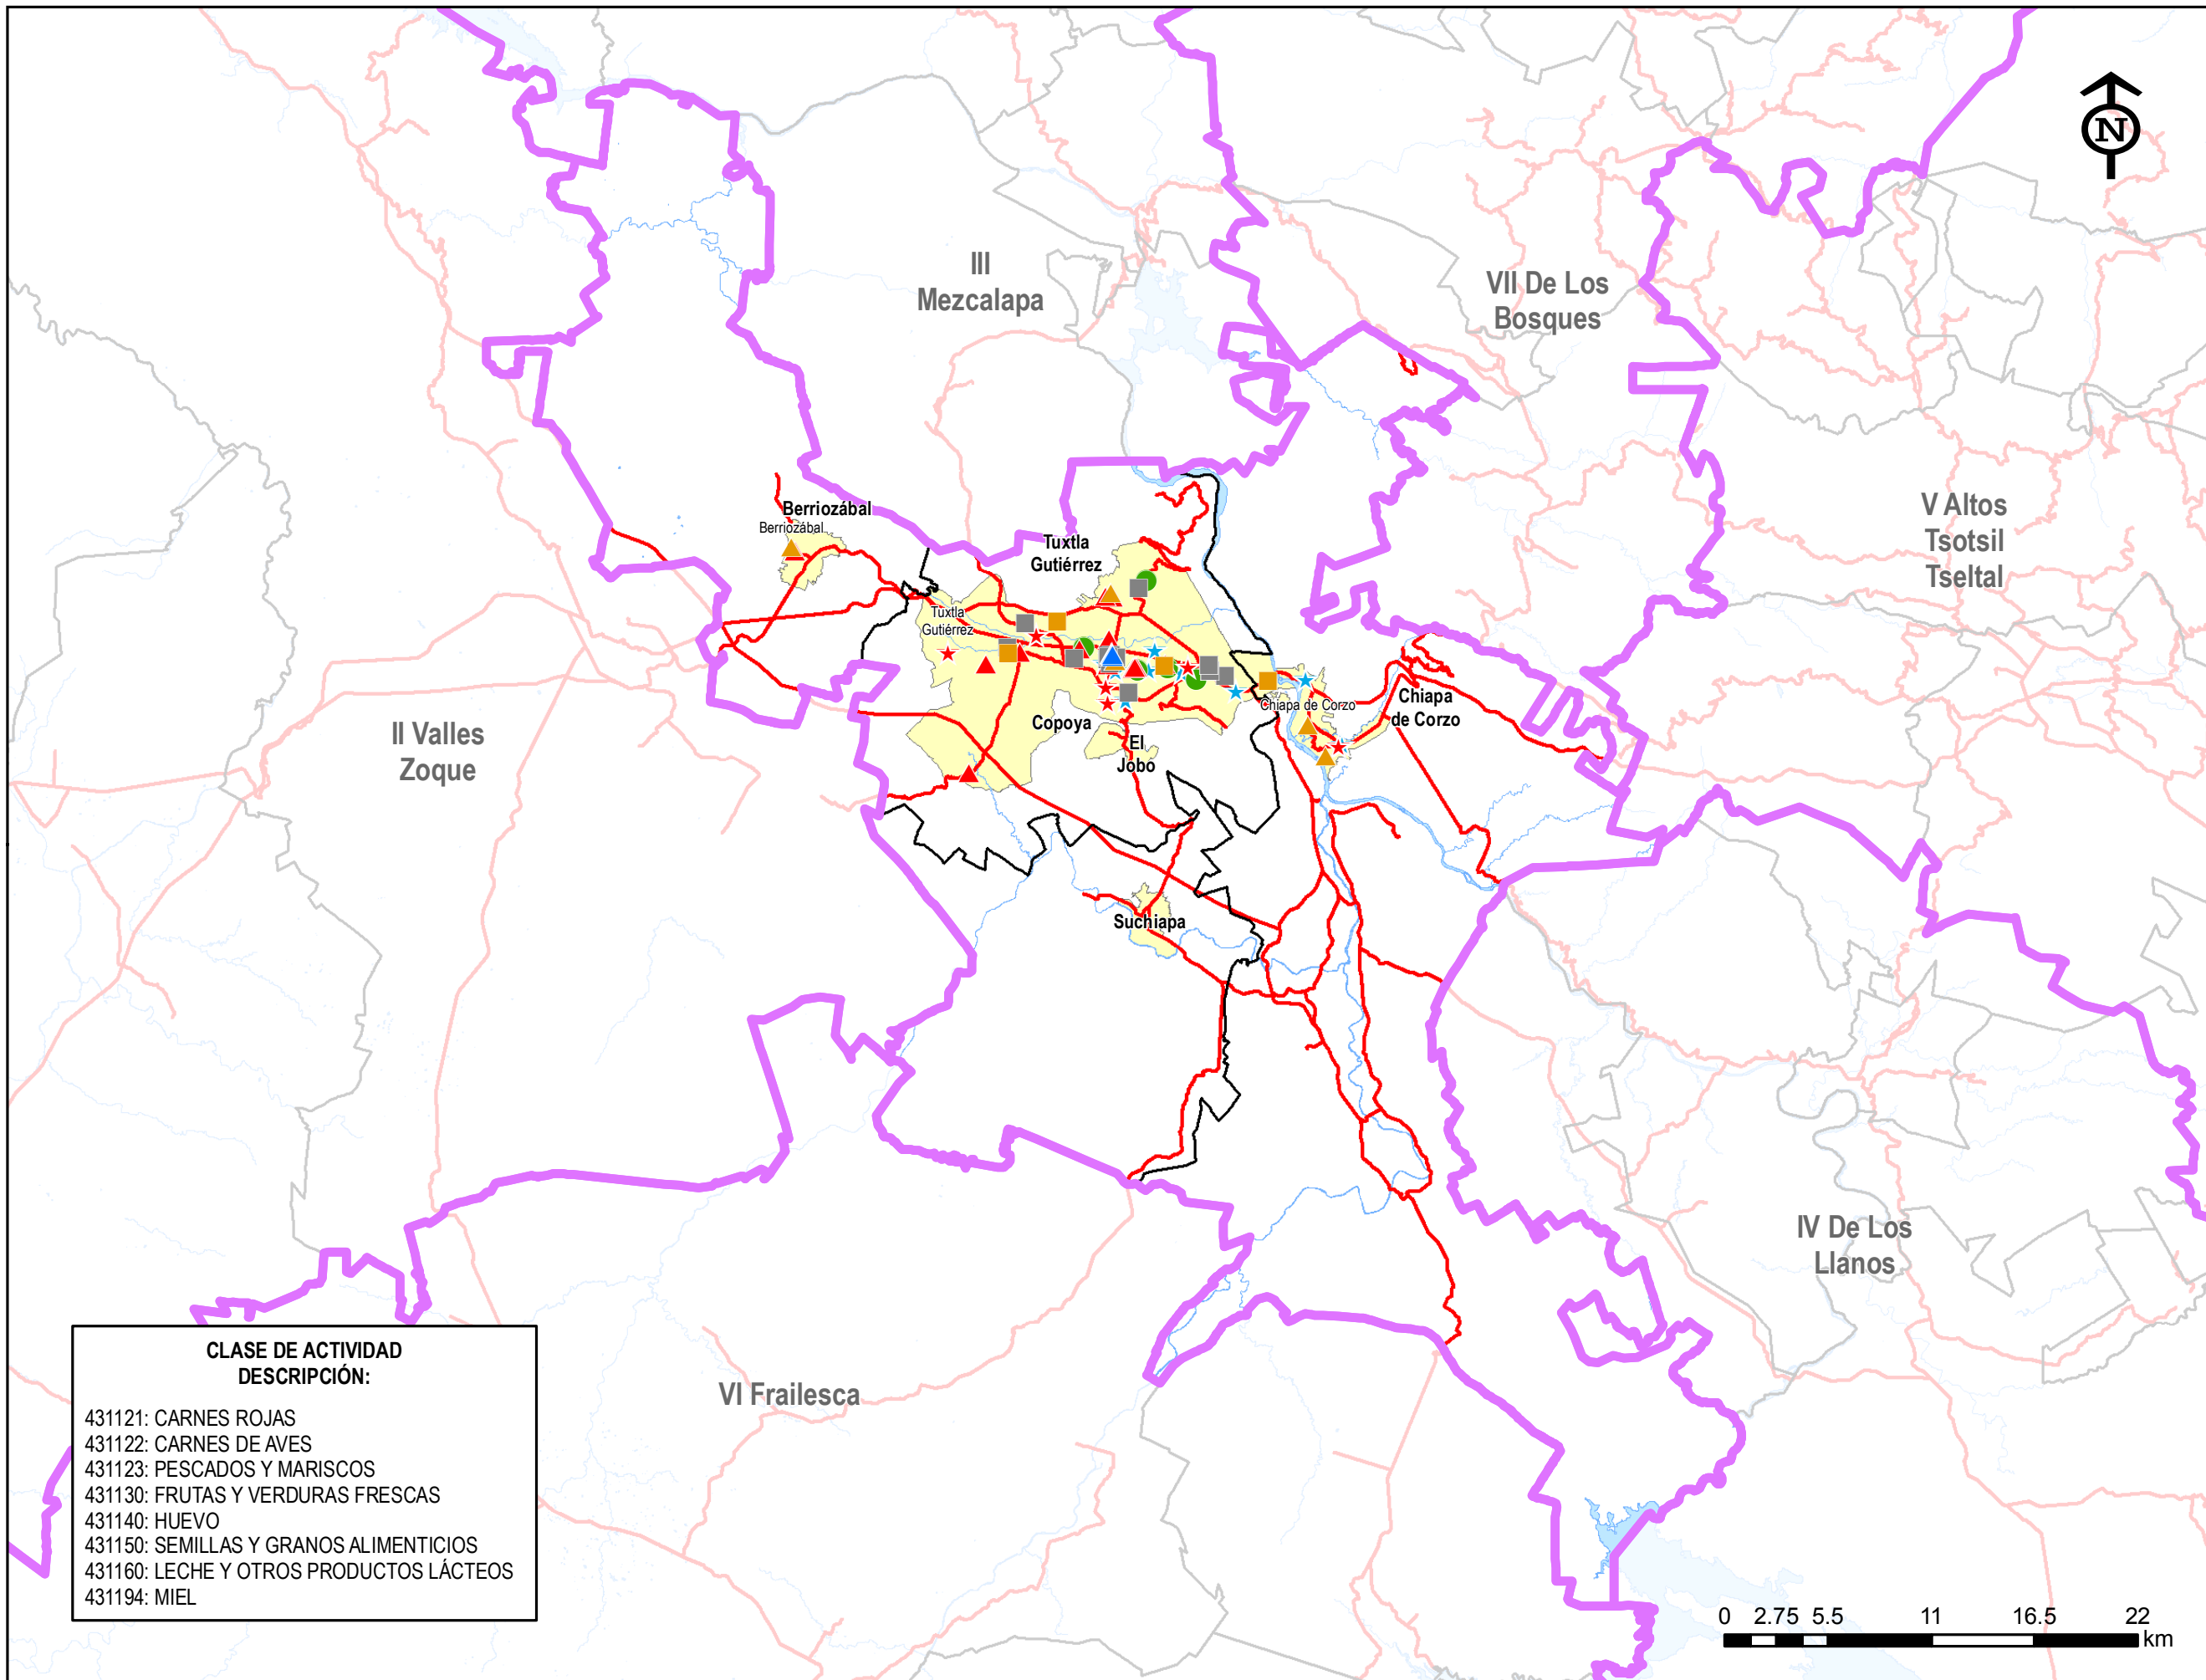 N
III
Mezcalapa
VII De Los
Bosques
V Altos
Tsotsil
Tseltal
Berriozábal
Berriozábal
Tuxtla
Gutiérrez
Tuxtla
Gutiérrez
Chiapa de Corzo
Chiapa
de Corzo
Copoya
El
Jobo
II Valles
Zoque
Suchiapa
IV De Los
Llanos
VI Frailesca
CLASE DE ACTIVIDAD
DESCRIPCIÓN:
431121: CARNES ROJAS
431122: CARNES DE AVES
431123: PESCADOS Y MARISCOS
431130: FRUTAS Y VERDURAS FRESCAS
431140: HUEVO
431150: SEMILLAS Y GRANOS ALIMENTICIOS
431160: LECHE Y OTROS PRODUCTOS LÁCTEOS
431194: MIEL
0 2.75 5.5 11 16.5 22
km